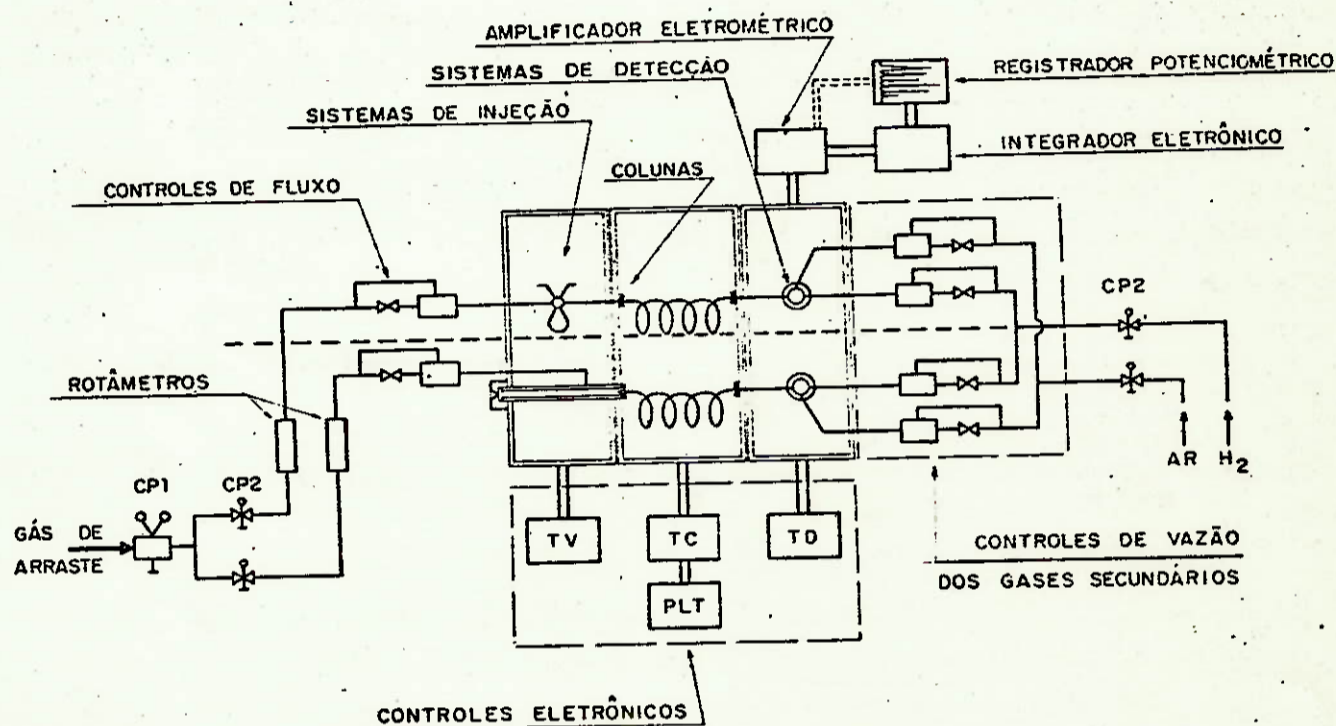 AMPLIFICADOR ELETROMÉTRICO
SISTEMAS DE DETECÇÃO
REGISTRADOR POTENCIOMÉTRICO
SISTEMAS DE INJEÇÃO
INTEGRADOR ELETRÔNICO
CONTROLES DE FLUXO
COLUNAS
CP2
ROTÂMETROS
AR H2
CP1
CP2
GÁS DE
ARRASTE
TV
TC
TD
CONTROLES DE VAZÃO
DOS GASES SECUNDÁRIOS
PLT
CONTROLES ELETRÔNICOS